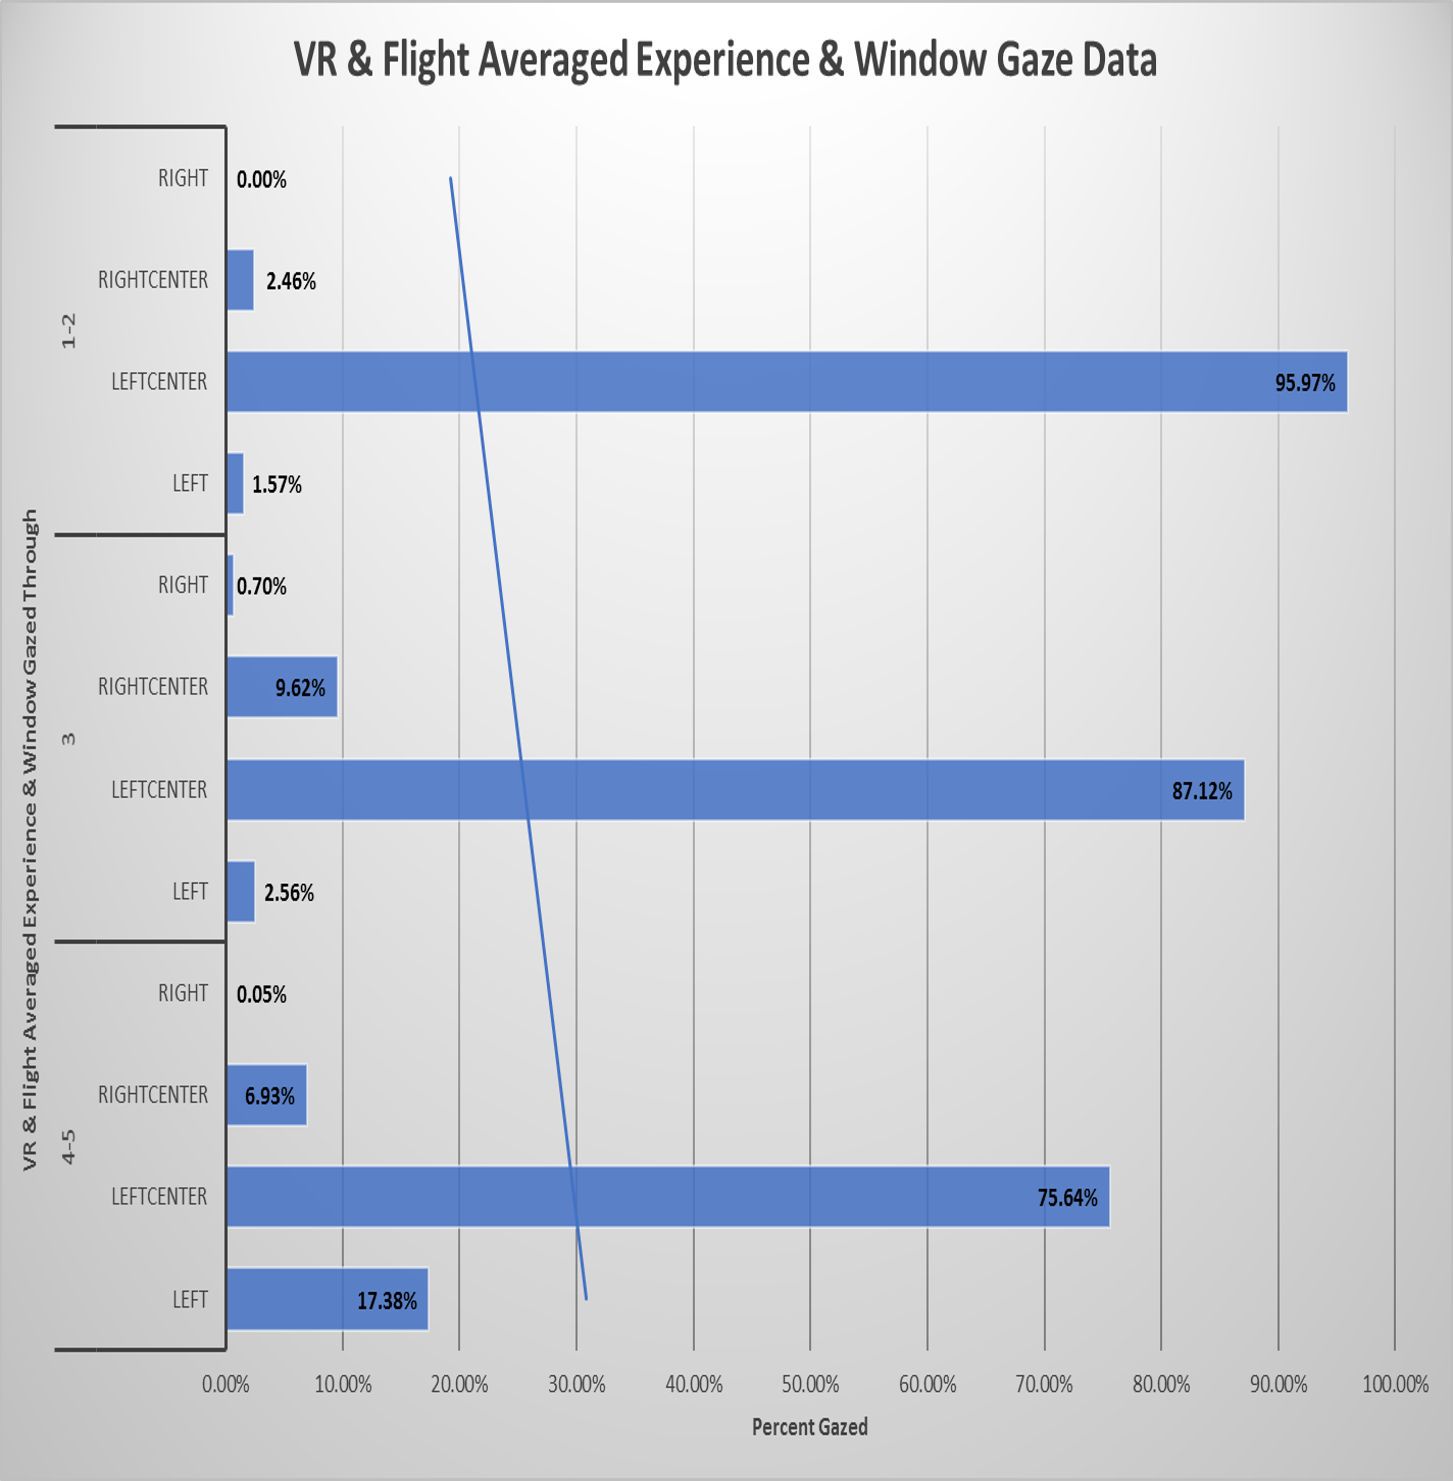 VR & Flight Averaged Experience & Window Gaze Data
VR & Flight Averaged Experience & Window Gazed Through
1-2
RIGHT 0.00%
RIGHTCENTER 2.46%
LEFTCENTER 95.97%
LEFT 1.57%
3
RIGHT 0.70%
RIGHTCENTER 9.62%
LEFTCENTER 87.12%
LEFT 2.56%
4-5
RIGHT 0.05%
RIGHTCENTER 6.93%
LEFTCENTER 75.64%
LEFT 17.38%
0.00% 10.00% 20.00% 30.00% 40.00% 50.00% 60.00% 70.00% 80.00% 90.00% 100.00%
Percent Gazed